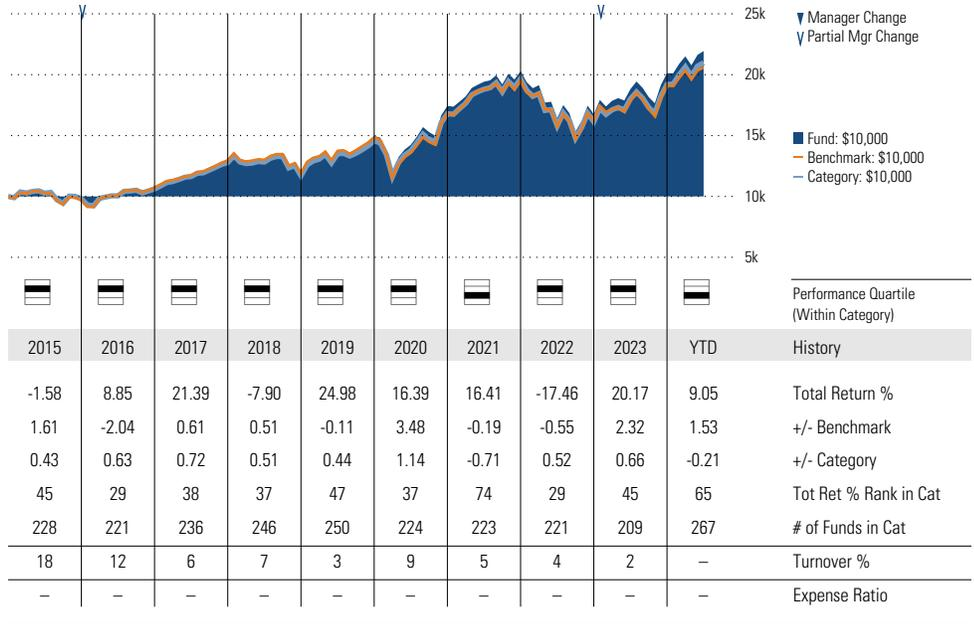 25k
Manager Change
Partial Mgr Change
20k
15k
Fund: $10,000
Benchmark: $10,000
Category: $10,000
10k
5k
Performance Quartile
(Within Category)
2015 2016 2017 2018 2019 2020 2021 2022 2023 YTD History
-1.58 8.85 21.39 -7.90 24.98 16.39 16.41 -17.46 20.17 9.05 Total Return %
1.61 -2.04 0.61 0.51 -0.11 3.48 -0.19 -0.55 2.32 1.53 +/- Benchmark
0.43 0.63 0.72 0.51 0.44 1.14 -0.71 0.52 0.66 -0.21 +/- Category
45 29 38 37 47 37 74 29 45 65 Tot Ret % Rank in Cat
228 221 236 246 250 224 223 221 209 267 # of Funds in Cat
18 12 6 7 3 9 5 4 2 – Turnover %
– – – – – – – – – – Expense Ratio